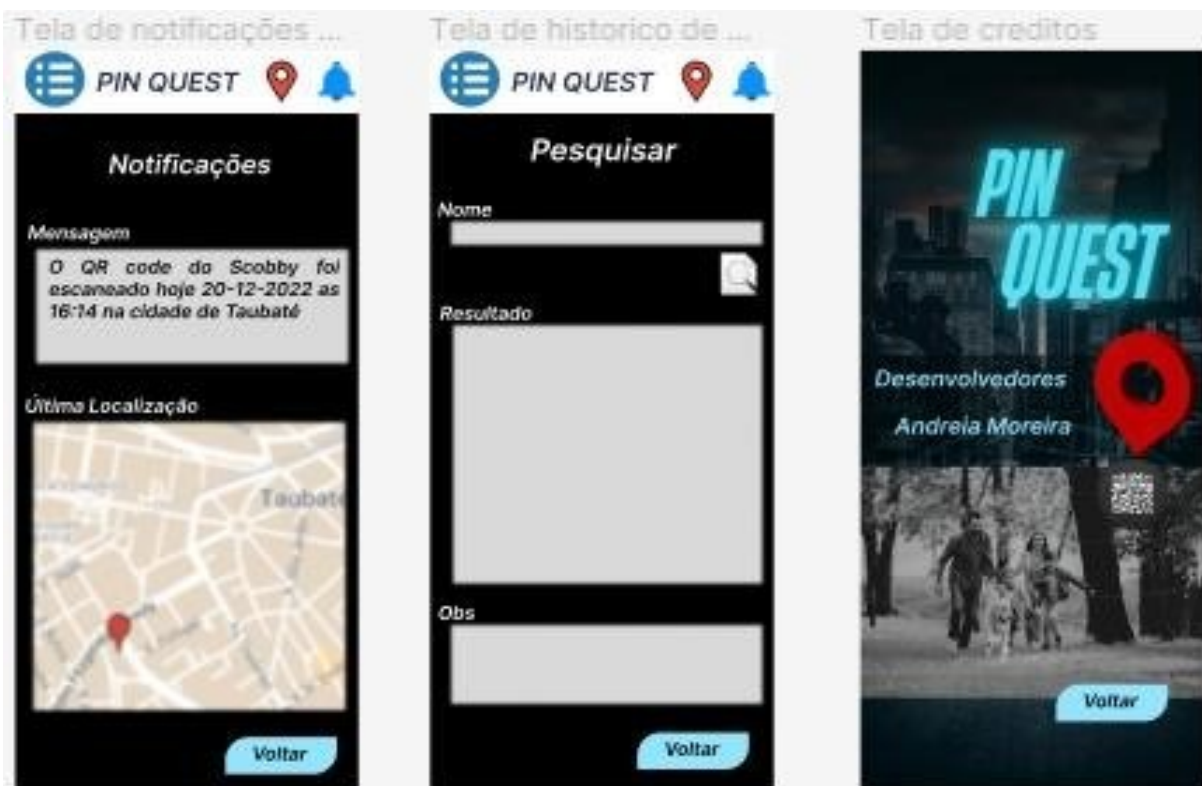 Tela de notificações ...
PIN QUEST
Notificações
Mensagem
O QR code do Scobby foi
escaneado hoje 20-12-2022 as
16:14 na cidade de Taubaté
Última Localização
Taubaté
Voltar
Tela de historico de ...
PIN QUEST
Pesquisar
Nome
Resultado
Obs
Voltar
Tela de creditos
PIN
QUEST
Desenvolvedores
Andreia Moreira
Voltar